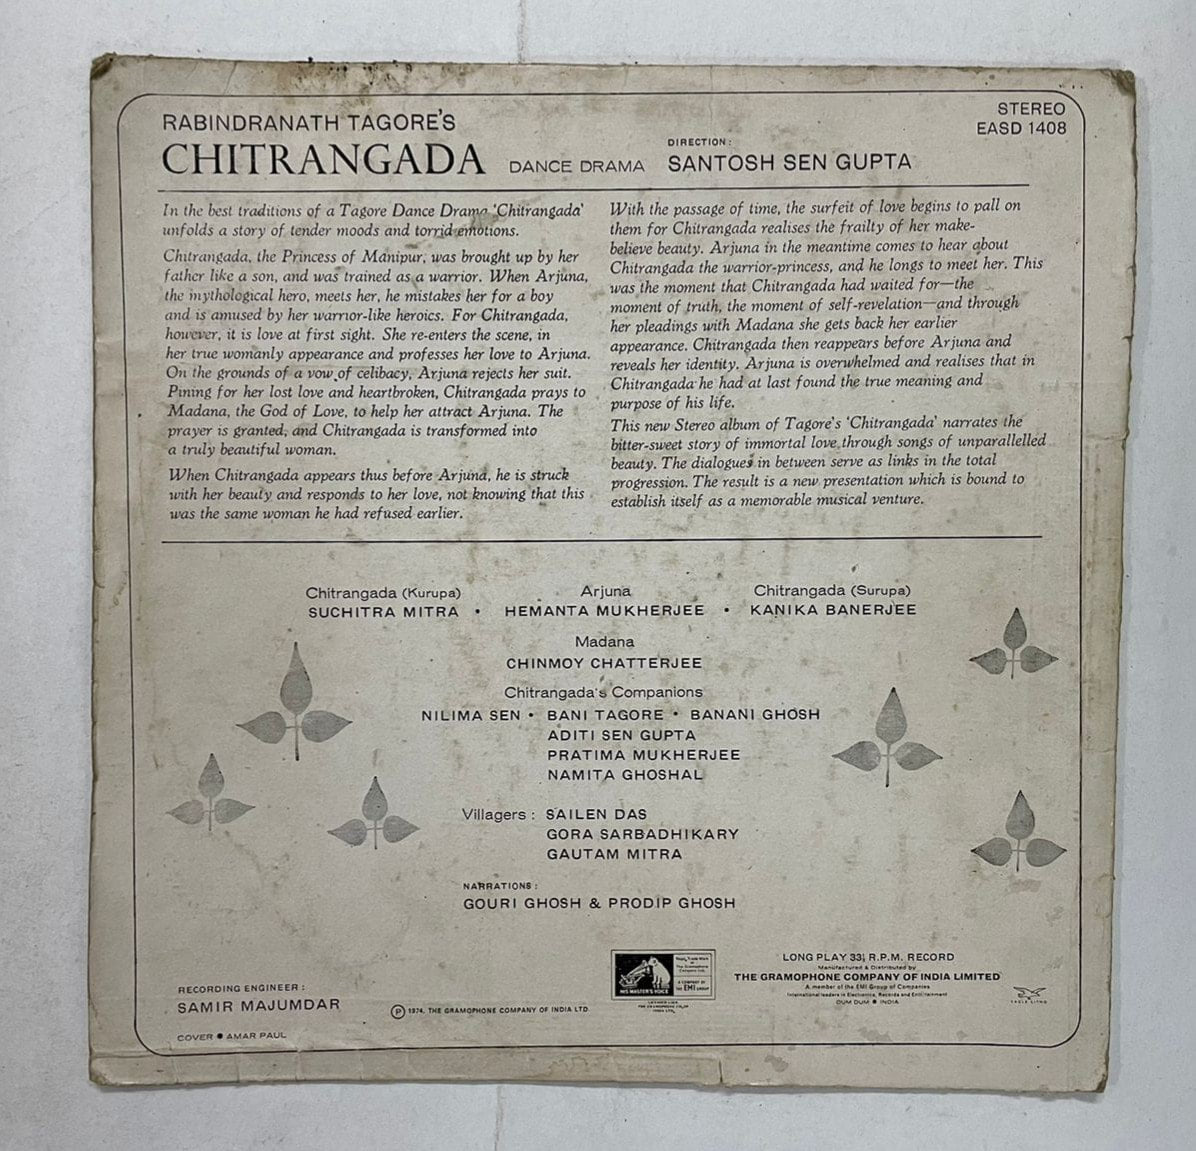 RABINDRANATH TAGORE'S
CHITRANGADA DANCE DRAMA
DIRECTION:
SANTOSH SEN GUPTA
STEREO
EASD 1408
In the best traditions of a Tagore Dance Drama 'Chitrangada'
unfolds a story of tender moods and torrid emotions.
Chitrangada, the Princess of Manipur, was brought up by her
father like a son, and was trained as a warrior. When Arjuna,
the mythological hero, meets her, he mistakes her for a boy
and is amused by her warrior-like heroics. For Chitrangada,
however, it is love at first sight. She re-enters the scene, in
her true womanly appearance and professes her love to Arjuna.
On the grounds of a vow of celibacy, Arjuna rejects her suit.
Pining for her lost love and heartbroken, Chitrangada prays to
Madana, the God of Love, to help her attract Arjuna. The
prayer is granted, and Chitrangada is transformed into
a truly beautiful woman.
When Chitrangada appears thus before Arjuna, he is struck
with her beauty and responds to her love, not knowing that this
was the same woman he had refused earlier.
With the passage of time, the surfeit of love begins to pall on
them for Chitrangada realises the frailty of her make-
believe beauty. Arjuna in the meantime comes to hear about
Chitrangada the warrior-princess, and he longs to meet her. This
was the moment that Chitrangada had waited for—the
moment of truth, the moment of self-revelation—and through
her pleadings with Madana she gets back her earlier
appearance. Chitrangada then reappears before Arjuna and
reveals her identity. Arjuna is overwhelmed and realises that in
Chitrangada he had at last found the true meaning and
purpose of his life.
This new Stereo album of Tagore's 'Chitrangada' narrates the
bitter-sweet story of immortal love through songs of unparallelled
beauty. The dialogues in between serve as links in the total
progression. The result is a new presentation which is bound to
establish itself as a memorable musical venture.
Chitrangada (Kurupa) Arjuna Chitrangada (Surupa)
SUCHITRA MITRA • HEMANTA MUKHERJEE • KANIKA BANERJEE
Madana
CHINMOY CHATTERJEE
Chitrangada's Companions
NILIMA SEN • BANI TAGORE • BANANI GHOSH
ADITI SEN GUPTA
PRATIMA MUKHERJEE
NAMITA GHOSHAL
Villagers : SAILEN DAS
GORA SARBADHIKARY
GAUTAM MITRA
NARRATIONS :
GOURI GHOSH & PRODIP GHOSH
RECORDING ENGINEER :
SAMIR MAJUMDAR
COVER ● AMAR PAUL
Ⓟ 1974, THE GRAMOPHONE COMPANY OF INDIA LTD.
HIS MASTER'S VOICE
A COMPANY OF
THE EMI GROUP
LONG PLAY 33⅓ R.P.M. RECORD
Manufactured & Distributed by
THE GRAMOPHONE COMPANY OF INDIA LIMITED
A member of the EMI Group of Companies
International leaders in Electronics, Records and Entertainment
DUM DUM ● INDIA